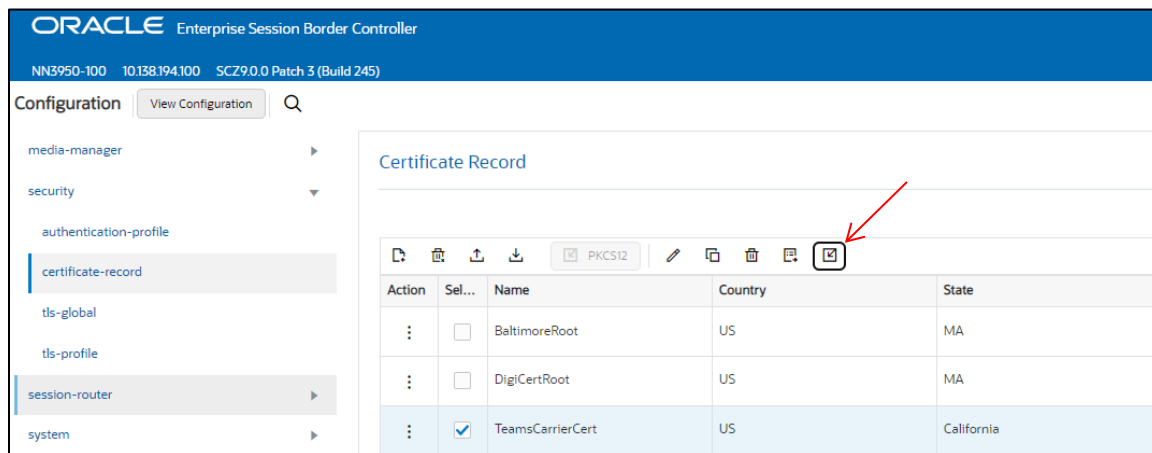 ORACLE Enterprise Session Border Controller
NN3950-100 10.138.194.100 SCZ9.0.0 Patch 3 (Build 245)
Configuration View Configuration
media-manager
security
authentication-profile
certificate-record
tls-global
tls-profile
session-router
system
Certificate Record
PKCS12
Action Sel... Name Country State
BaltimoreRoot US MA
DigiCertRoot US MA
TeamsCarrierCert US California